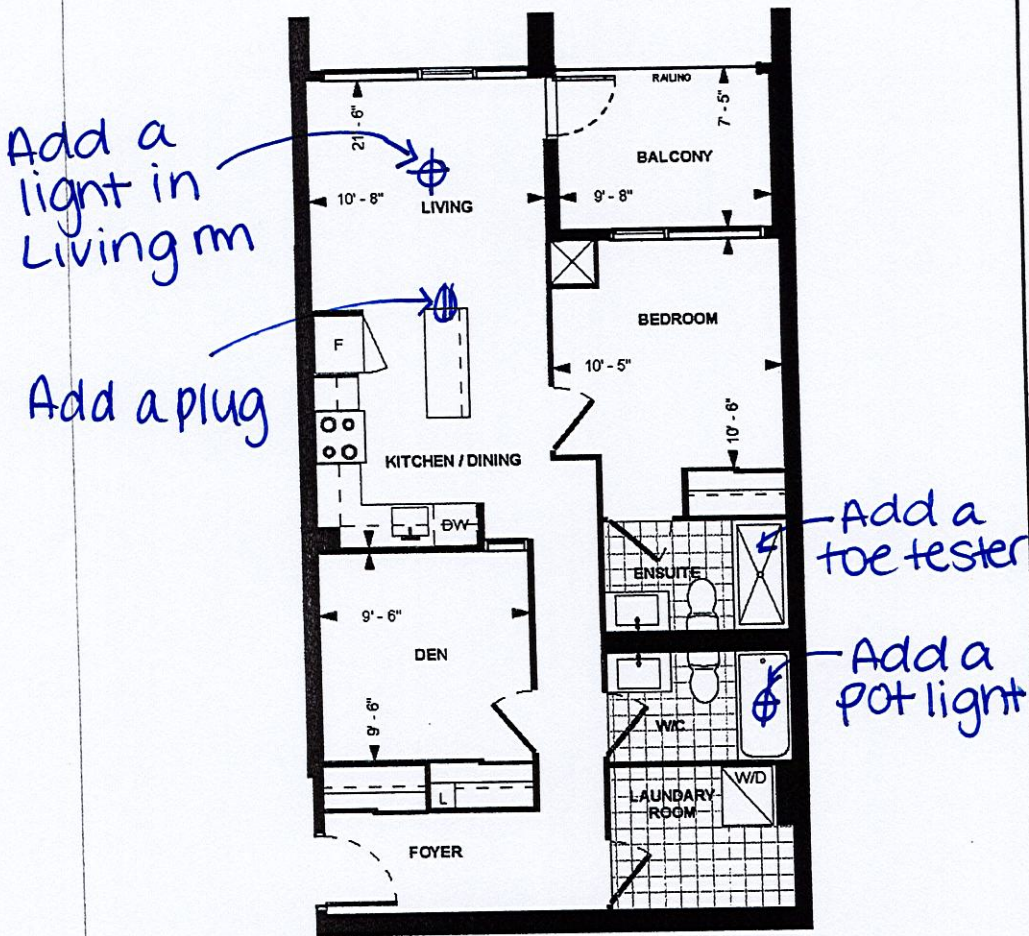 RAILING
21' - 6"
7' - 5"
Add a
light in
Living rm
BALCONY
10' - 8"
LIVING
9' - 8"
BEDROOM
F
10' - 5"
Add a plug
10' - 6"
KITCHEN / DINING
DW
Add a
toe tester
ENSUITE
9' - 6"
DEN
Add a
pot light
9' - 6"
W/C
L
W/D
LAUNDARY
ROOM
FOYER